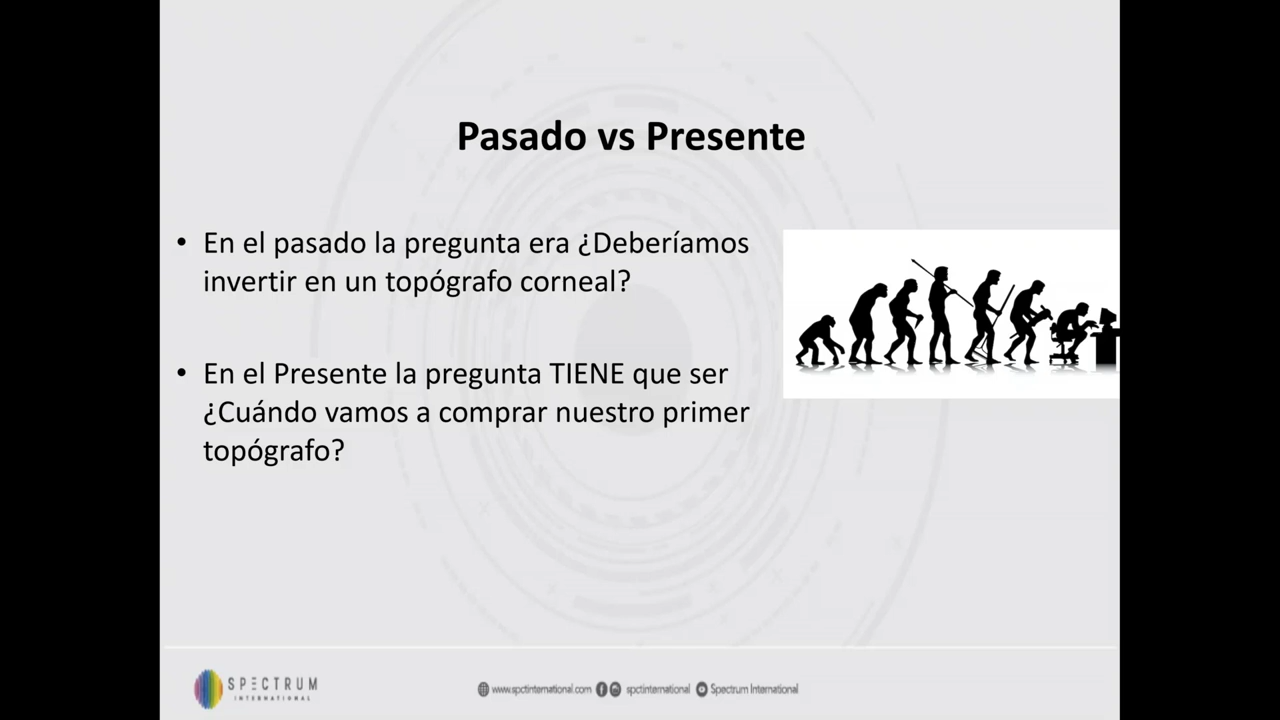 Pasado vs Presente
• En el pasado la pregunta era ¿Deberíamos
invertir en un topógrafo corneal?
• En el Presente la pregunta TIENE que ser
¿Cuándo vamos a comprar nuestro primer
topógrafo?
SPECTRUM
INTERNATIONAL
www.spctinternational.com spctinternational Spectrum International